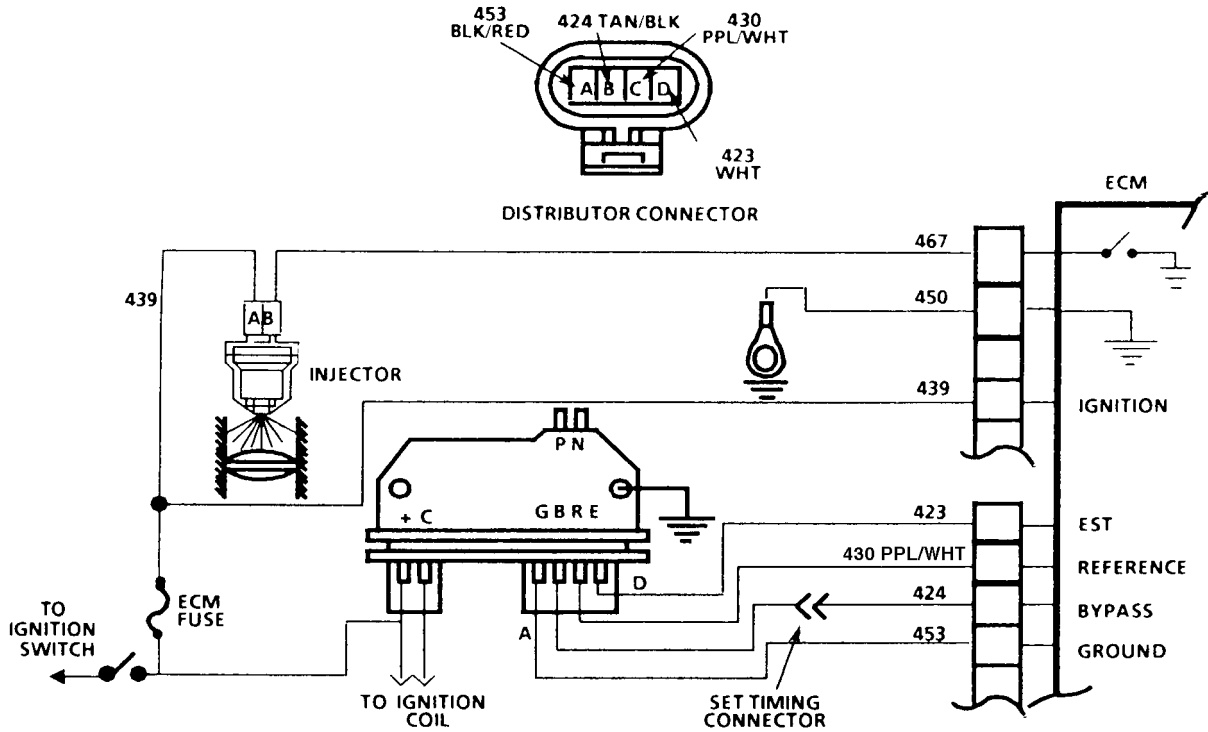 453
BLK/RED
424 TAN/BLK
430
PPL/WHT
A B C D
423
WHT
DISTRIBUTOR CONNECTOR
ECM
467
439
450
AB
INJECTOR
439
IGNITION
P N
+ C
G B R E
423
EST
430 PPL/WHT
REFERENCE
D
424
BYPASS
A
453
GROUND
ECM
FUSE
TO
IGNITION
SWITCH
TO IGNITION
COIL
SET TIMING
CONNECTOR